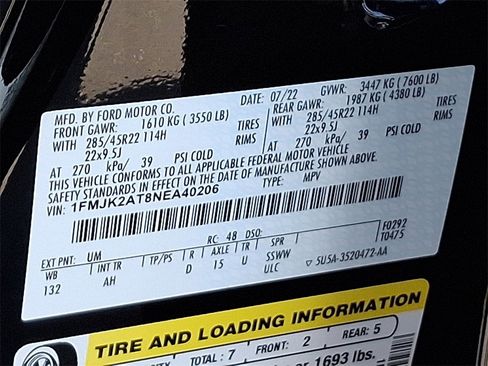 MFD. BY FORD MOTOR CO.
DATE: 07/22 GVWR: 3447 KG (7600 LB)
FRONT GAWR: 1610 KG (3550 LB) REAR GAWR: 1987 KG (4380 LB)
WITH 285/45R22 114H TIRES WITH 285/45R22 114H TIRES
22x9.5J RIMS 22x9.5J RIMS
AT 270 kPa/ 39 PSI COLD AT 270 kPa/ 39 PSI COLD
THIS VEHICLE CONFORMS TO ALL APPLICABLE FEDERAL MOTOR VEHICLE
SAFETY STANDARDS IN EFFECT ON THE DATE OF MANUFACTURE SHOWN ABOVE.
VIN: 1FMJK2AT8NEA40206 TYPE: MPV
F0292
T0475
EXT PNT: UM RC: 48 DSO:
WB INT TR TP/PS R AXLE TR SPR
132 AH D 15 U SSWW
ULC 5U5A-3520472-AA
TIRE AND LOADING INFORMATION
CITY TOTAL : 7 FRONT: 2 REAR: 5
or 1693 lbs.